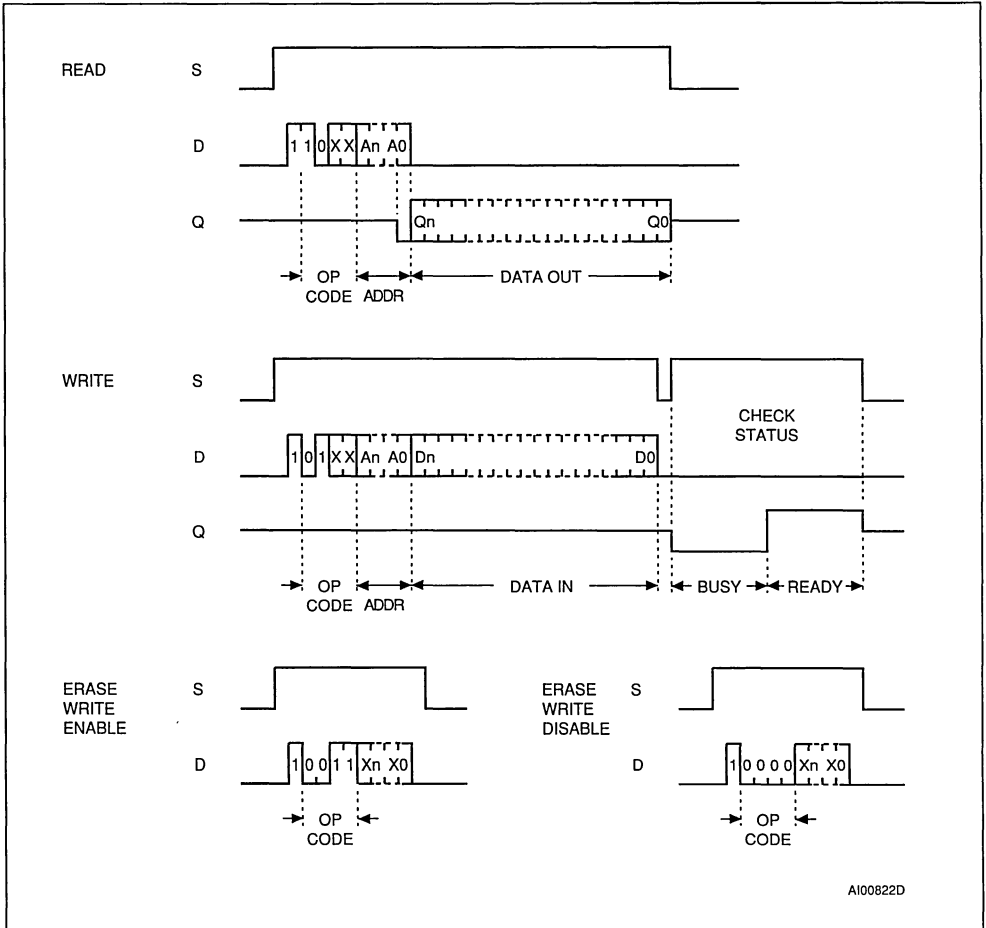 READ S
D 1 1 0 X X An A0
Q Qn Q0
OP CODE ADDR DATA OUT
WRITE S
CHECK STATUS
D 1 0 1 X X An A0 Dn D0
Q
OP CODE ADDR DATA IN BUSY READY
ERASE WRITE ENABLE S
D 1 0 0 1 1 Xn X0
OP CODE
ERASE WRITE DISABLE S
D 1 0 0 0 0 Xn X0
OP CODE
AI00822D